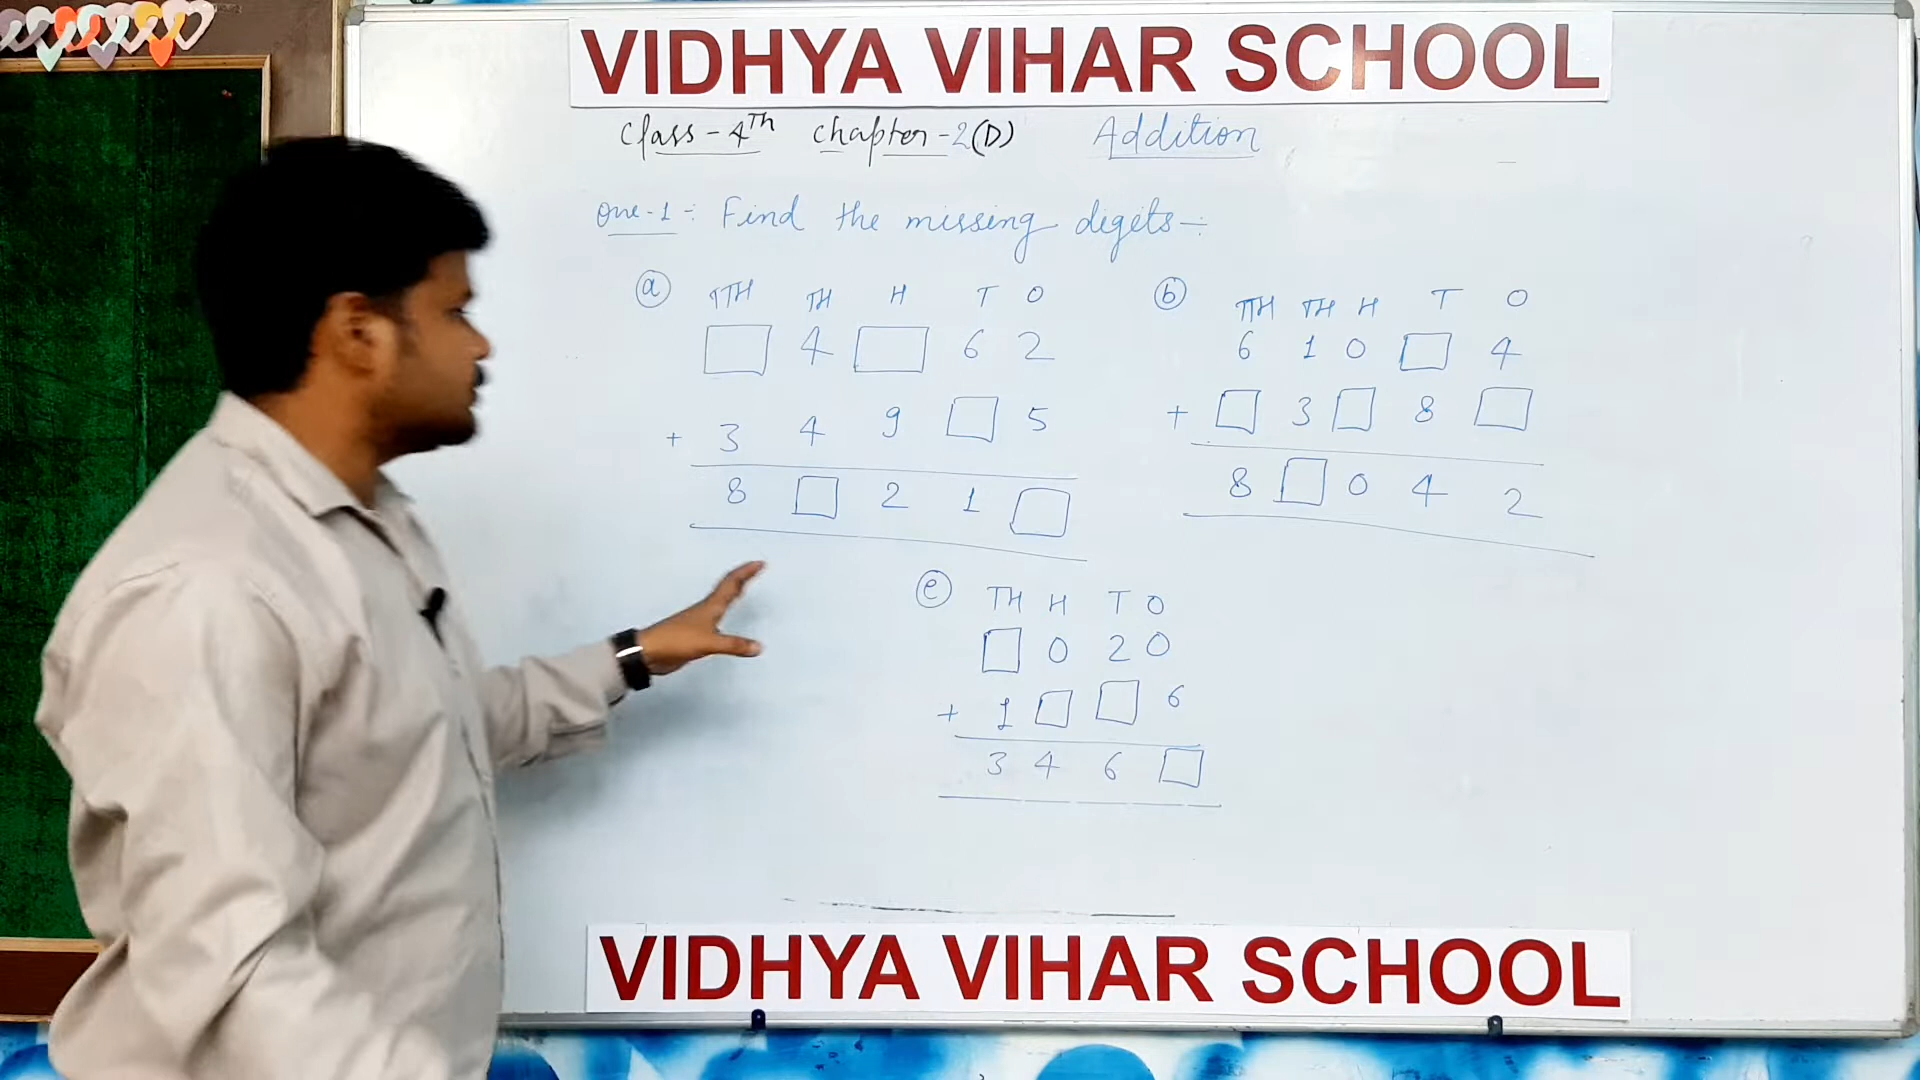 VIDHYA VIHAR SCHOOL
Class - 4Th Chapter - 2(D) Addition
Que-1 ÷ Find the missing digits ÷
(a) TTH TH H T O
□ 4 □ 6 2
+ 3 4 9 □ 5
8 □ 2 1 □
(b) TTH TH H T O
6 1 0 □ 4
+ □ 3 □ 8 □
8 □ 0 4 2
(e) TH H T O
□ 0 2 0
+ 1 □ □ 6
3 4 6 □
VIDHYA VIHAR SCHOOL